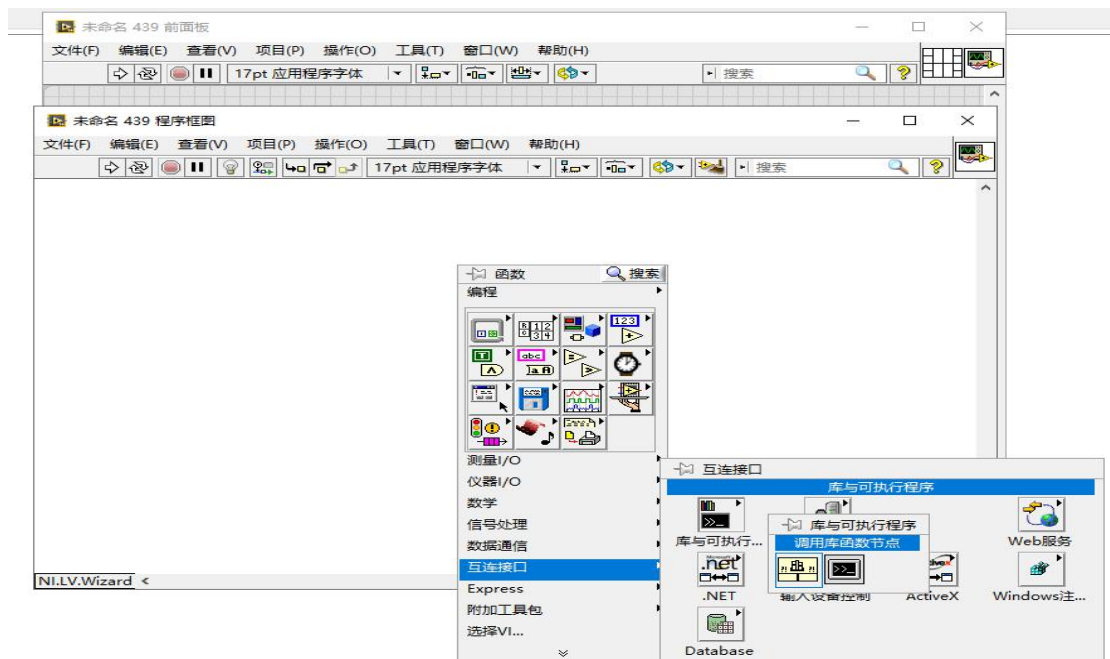 未命名 439 前面板
文件(F) 编辑(E) 查看(V) 项目(P) 操作(O) 工具(T) 窗口(W) 帮助(H)
17pt 应用程序字体 搜索
未命名 439 程序框图
文件(F) 编辑(E) 查看(V) 项目(P) 操作(O) 工具(T) 窗口(W) 帮助(H)
17pt 应用程序字体 搜索
函数 搜索
编程
测量I/O
仪器I/O
数学
信号处理
数据通信
互连接口
Express
附加工具包
选择VI...
互连接口
库与可执行程序
库与可执行... Web服务
库与可执行程序
调用库函数节点
.NET 输入设备控制 ActiveX Windows注...
Database
NI.LV.Wizard